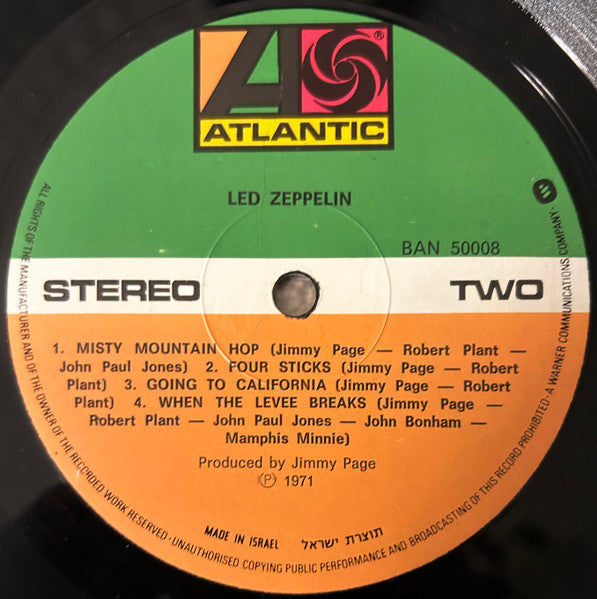 ATLANTIC
®
LED ZEPPELIN
BAN 50008
STEREO
TWO
1. MISTY MOUNTAIN HOP (Jimmy Page — Robert Plant —
John Paul Jones) 2. FOUR STICKS (Jimmy Page — Robert
Plant) 3. GOING TO CALIFORNIA (Jimmy Page — Robert
Plant) 4. WHEN THE LEVEE BREAKS (Jimmy Page —
Robert Plant — John Paul Jones — John Bonham —
Mamphis Minnie)
Produced by Jimmy Page
Ⓟ 1971
MADE IN ISRAEL תוצרת ישראל
ALL RIGHTS OF THE MANUFACTURER AND OF THE OWNER OF THE RECORDED WORK RESERVED · UNAUTHORISED COPYING PUBLIC PERFORMANCE AND BROADCASTING OF THIS RECORD PROHIBITED · A WARNER COMMUNICATIONS COMPANY ·